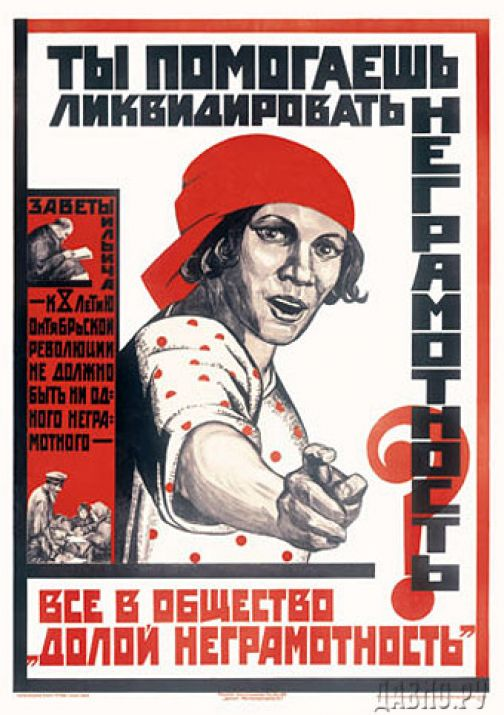 ТЫ ПОМОГАЕШЬ
ЛИКВИДИРОВАТЬ
НЕГРАМОТНОСТЬ
?
ЗАВЕТЫ
ИЛЬИЧА
—К X ЛЕТИЮ
ОКТЯБРЬСКОЙ
РЕВОЛЮЦИИ
НЕ ДОЛЖНО
БЫТЬ НИ ОД-
НОГО НЕГРА-
МОТНОГО—
ВСЕ В ОБЩЕСТВО
„ДОЛОЙ НЕГРАМОТНОСТЬ"
ДАВНО.РУ